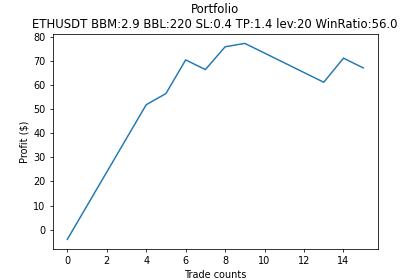 Portfolio
ETHUSDT BBM:2.9 BBL:220 SL:0.4 TP:1.4 lev:20 WinRatio:56.0
80
70
60
50
40
30
20
10
0
Profit ($)
0 2 4 6 8 10 12 14
Trade counts